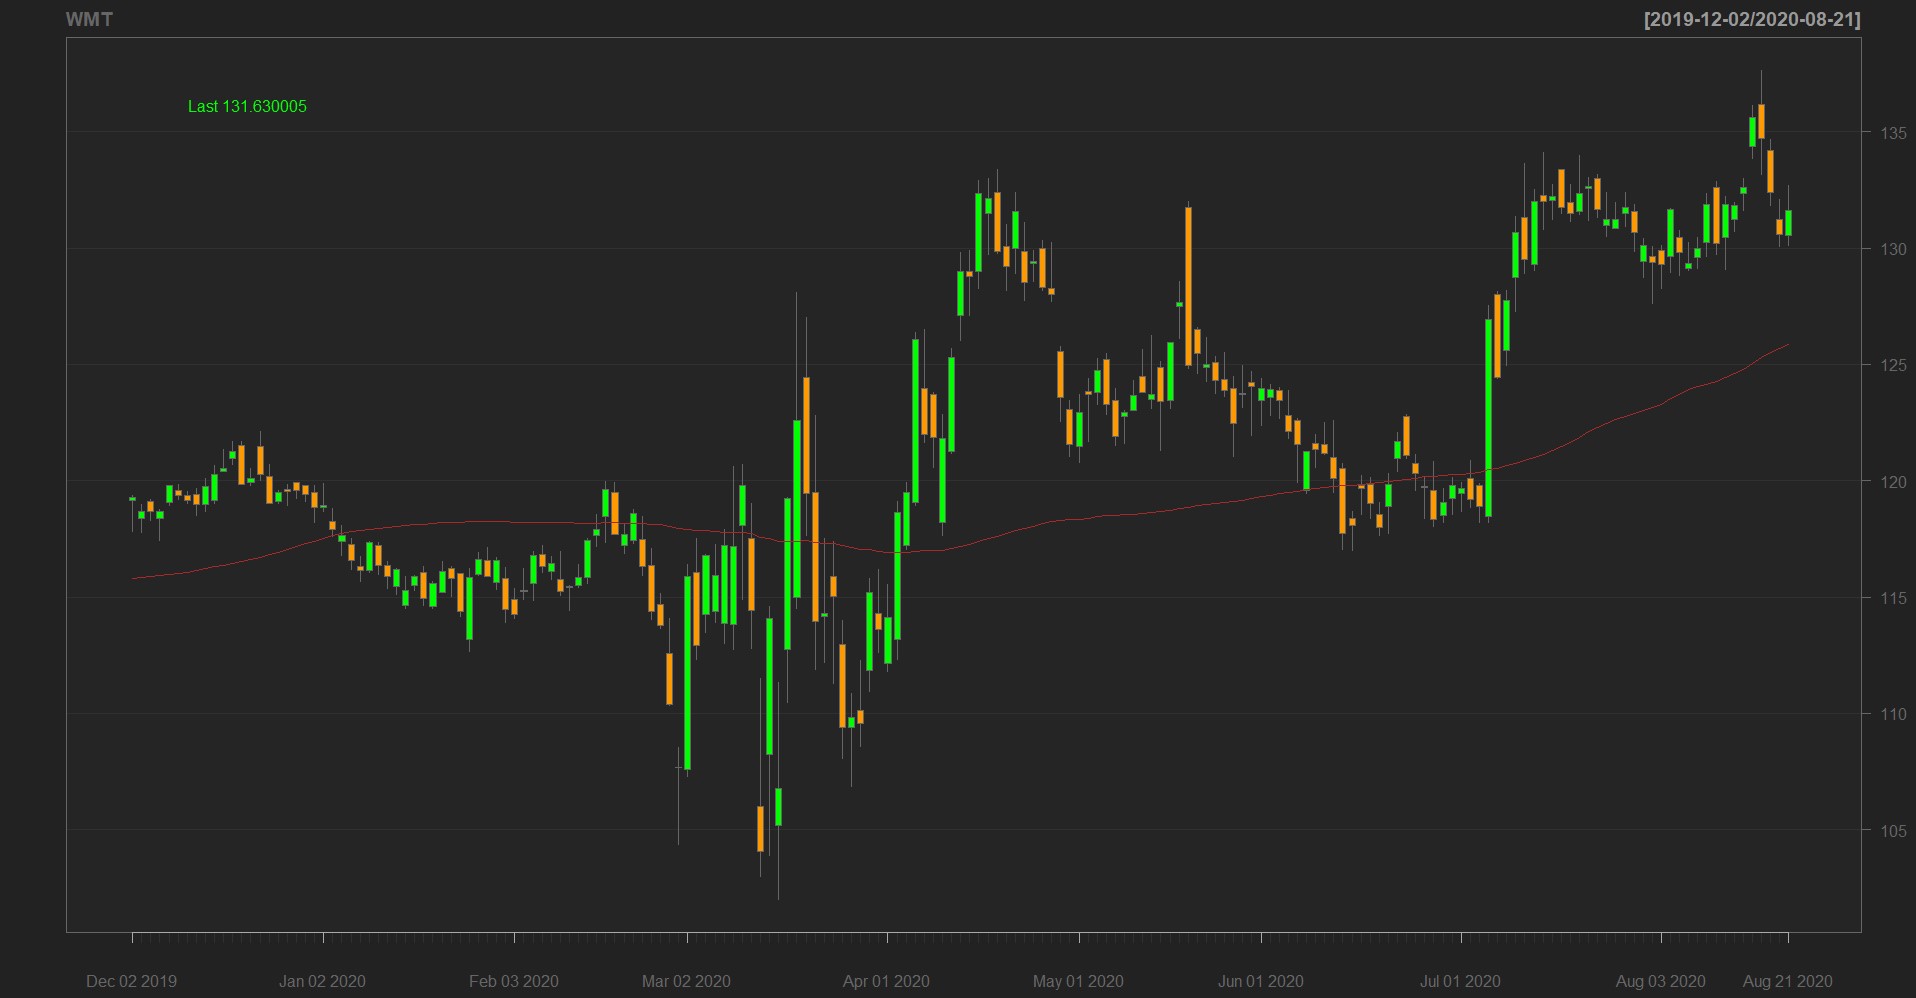 WMT
[2019-12-02/2020-08-21]
Last 131.630005
135
130
125
120
115
110
105
Dec 02 2019
Jan 02 2020
Feb 03 2020
Mar 02 2020
Apr 01 2020
May 01 2020
Jun 01 2020
Jul 01 2020
Aug 03 2020
Aug 21 2020